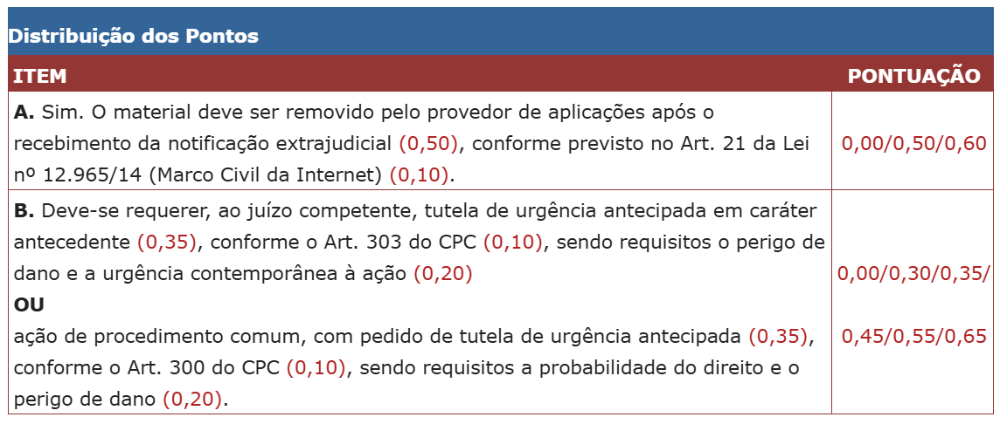 Distribuição dos Pontos
ITEM PONTUAÇÃO
A. Sim. O material deve ser removido pelo provedor de aplicações após o
recebimento da notificação extrajudicial (0,50), conforme previsto no Art. 21 da Lei
nº 12.965/14 (Marco Civil da Internet) (0,10).
0,00/0,50/0,60
B. Deve-se requerer, ao juízo competente, tutela de urgência antecipada em caráter
antecedente (0,35), conforme o Art. 303 do CPC (0,10), sendo requisitos o perigo de
dano e a urgência contemporânea à ação (0,20)
OU
ação de procedimento comum, com pedido de tutela de urgência antecipada (0,35),
conforme o Art. 300 do CPC (0,10), sendo requisitos a probabilidade do direito e o
perigo de dano (0,20).
0,00/0,30/0,35/
0,45/0,55/0,65